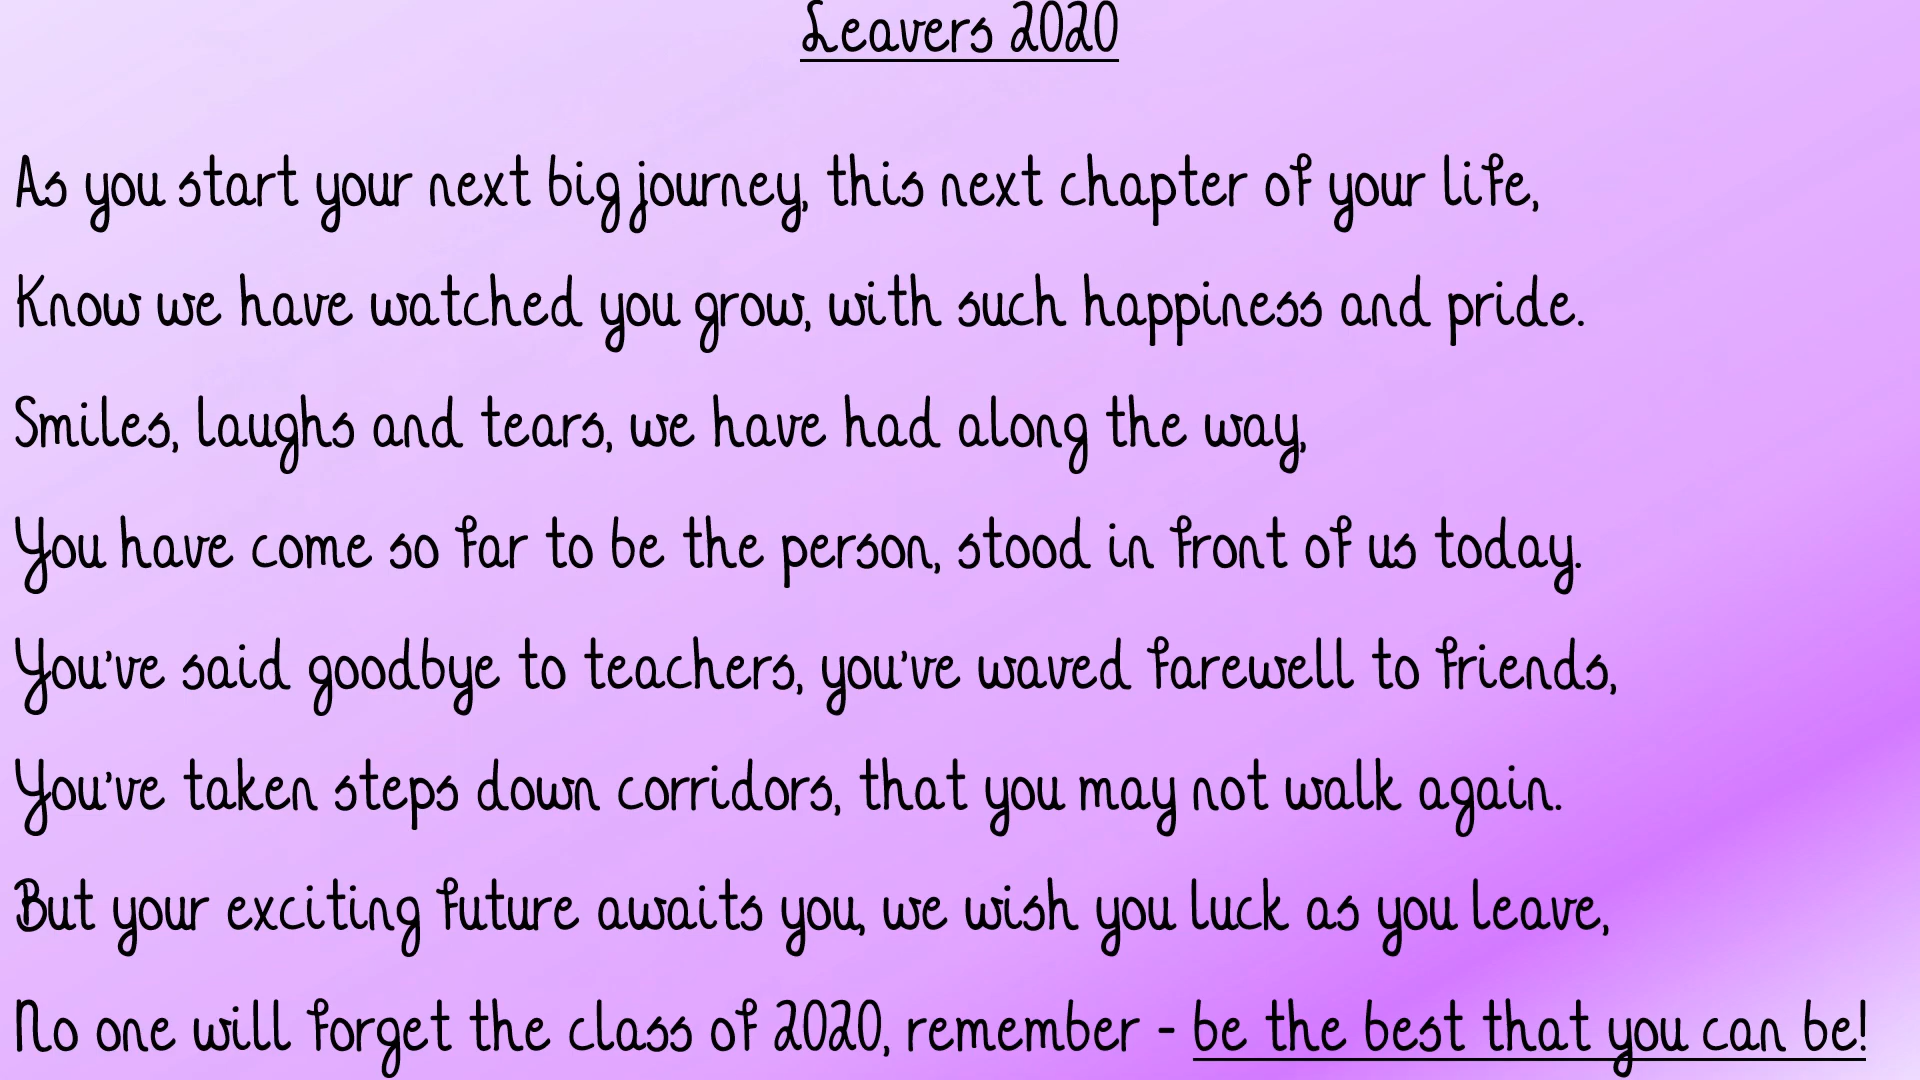 Leavers 2020
As you start your next big journey, this next chapter of your life,
Know we have watched you grow, with such happiness and pride.
Smiles, laughs and tears, we have had along the way,
You have come so far to be the person, stood in front of us today.
You've said goodbye to teachers, you've waved farewell to friends,
You've taken steps down corridors, that you may not walk again.
But your exciting future awaits you, we wish you luck as you leave,
No one will forget the class of 2020, remember - be the best that you can be!